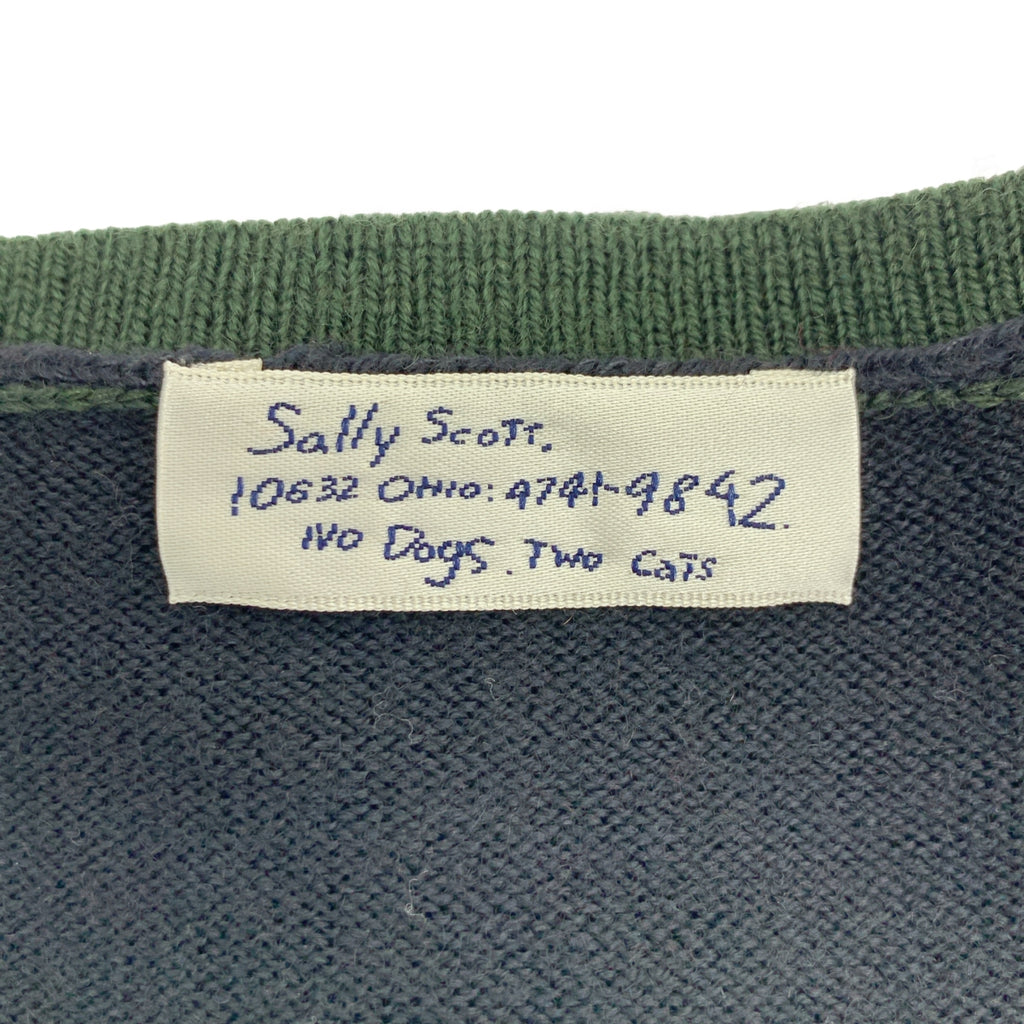 Sally Scott,
10632 Ohio: 4741-9842.
No Dogs. Two Cats